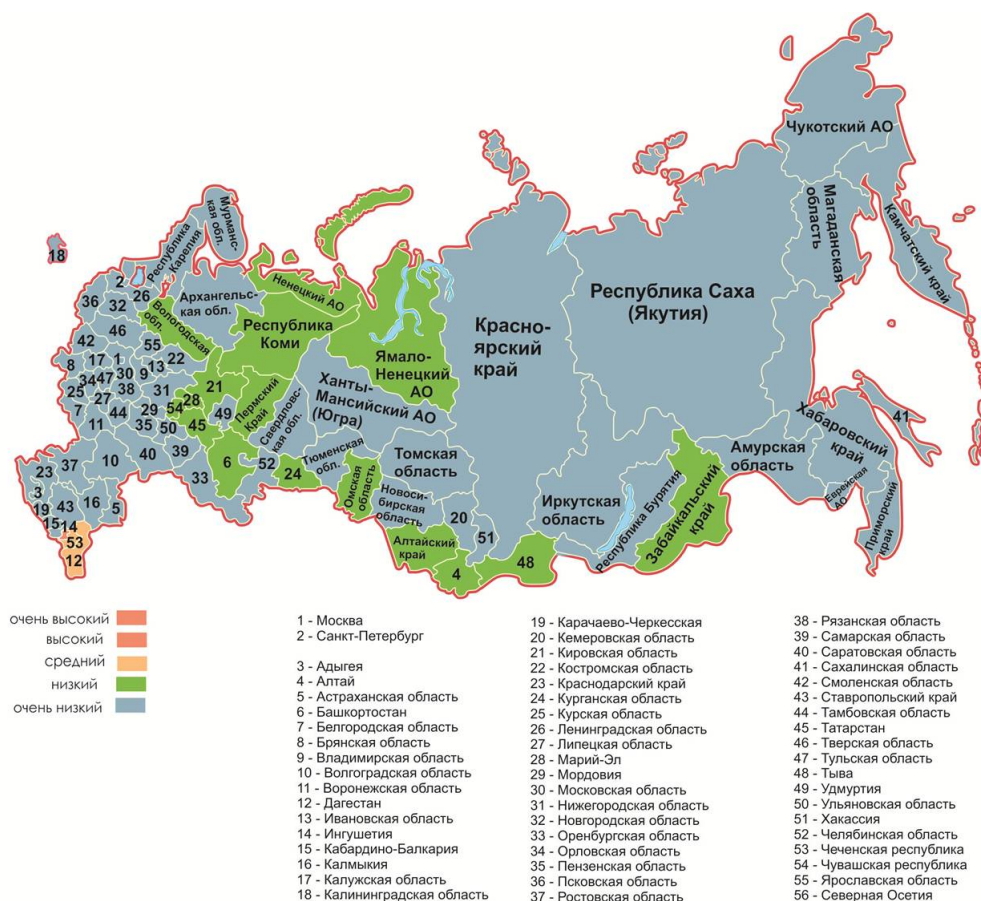 Чукотский АО
Магаданская
область
Камчатский край
Мурманс-
кая обл.
Республика
Карелия
18
2
36
32
26
Архангельс-
кая обл.
Ненецкий АО
Вологодская
обл.
Республика
Коми
Ямало-
Ненецкий
АО
Красно-
ярский
край
Республика Саха
(Якутия)
46
42
55
8
17
1
22
34
47
30
9
13
25
27
38
31
21
28
7
44
29
54
49
Пермский
Край
Свердловс-
кая обл.
Ханты-
Мансийский АО
(Югра)
11
35
50
45
10
40
39
33
6
52
24
Тюменская
обл.
Омская
область
Томская
область
Новоси-
бирская
область
Алтайский
край
20
51
4
48
Иркутская
область
Республика Бурятия
Забайкальский
край
Амурская
область
Хабаровский
край
Еврейская
АО
Приморский
край
41
23
37
3
19
43
16
5
15
14
53
12
очень высокий
высокий
средний
низкий
очень низкий
1 - Москва
2 - Санкт-Петербург
3 - Адыгея
4 - Алтай
5 - Астраханская область
6 - Башкортостан
7 - Белгородская область
8 - Брянская область
9 - Владимирская область
10 - Волгоградская область
11 - Воронежская область
12 - Дагестан
13 - Ивановская область
14 - Ингушетия
15 - Кабардино-Балкария
16 - Калмыкия
17 - Калужская область
18 - Калининградская область
19 - Карачаево-Черкесская
20 - Кемеровская область
21 - Кировская область
22 - Костромская область
23 - Краснодарский край
24 - Курганская область
25 - Курская область
26 - Ленинградская область
27 - Липецкая область
28 - Марий-Эл
29 - Мордовия
30 - Московская область
31 - Нижегородская область
32 - Новгородская область
33 - Оренбургская область
34 - Орловская область
35 - Пензенская область
36 - Псковская область
37 - Ростовская область
38 - Рязанская область
39 - Самарская область
40 - Саратовская область
41 - Сахалинская область
42 - Смоленская область
43 - Ставропольский край
44 - Тамбовская область
45 - Татарстан
46 - Тверская область
47 - Тульская область
48 - Тыва
49 - Удмуртия
50 - Ульяновская область
51 - Хакассия
52 - Челябинская область
53 - Чеченская республика
54 - Чувашская республика
55 - Ярославская область
56 - Северная Осетия